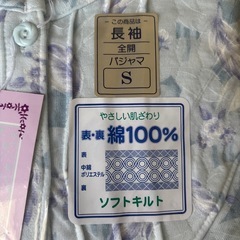 この商品は
長袖
全開
パジャマ
S
やさしい肌ざわり
表・裏 綿100%
表
中綿
ポリエステル
裏
ソフトキルト